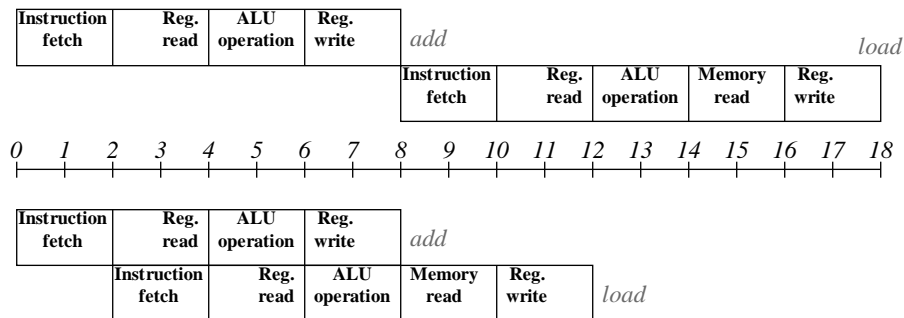 Instruction Reg. ALU Reg.
fetch read operation write add load
Instruction Reg. ALU Memory Reg.
fetch read operation read write
0 1 2 3 4 5 6 7 8 9 10 11 12 13 14 15 16 17 18
Instruction Reg. ALU Reg.
fetch read operation write add
Instruction Reg. ALU Memory Reg.
fetch read operation read write load